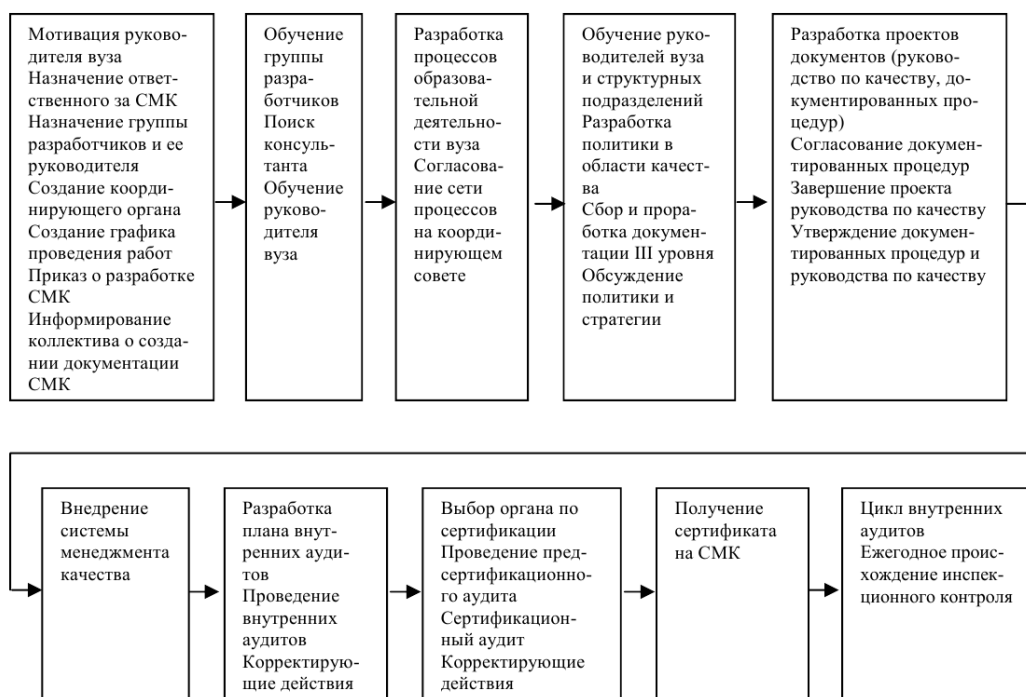 Мотивация руково-
дителя вуза
Назначение ответ-
ственного за СМК
Назначение группы
разработчиков и ее
руководителя
Создание коорди-
нирующего органа
Создание графика
проведения работ
Приказ о разработке
СМК
Информирование
коллектива о созда-
нии документации
СМК
Обучение
группы
разра-
ботчиков
Поиск
консуль-
танта
Обучение
руково-
дителя
вуза
Разработка
процессов
образова-
тельной
деятельно-
сти вуза
Согласова-
ние сети
процессов
на коорди-
нирующем
совете
Обучение руко-
водителей вуза
и структурных
подразделений
Разработка
политики в
области качест-
ва
Сбор и прора-
ботка докумен-
тации III уровня
Обсуждение
политики и
стратегии
Разработка проектов
документов (руковод-
ство по качеству, до-
кументированных про-
цедур)
Согласование докумен-
тированных процедур
Завершение проекта
руководства по качеству
Утверждение докумен-
тированных процедур и
руководства по качеству
Внедрение
системы
менеджмента
качества
Разработка
плана внут-
ренних ауди-
тов
Проведение
внутренних
аудитов
Корректирую-
щие действия
Выбор органа по
сертификации
Проведение пред-
сертификационно-
го аудита
Сертификацион-
ный аудит
Корректирующие
действия
Получение
сертификата
на СМК
Цикл внутренних
аудитов
Ежегодное проис-
хождение инспек-
ционного контроля